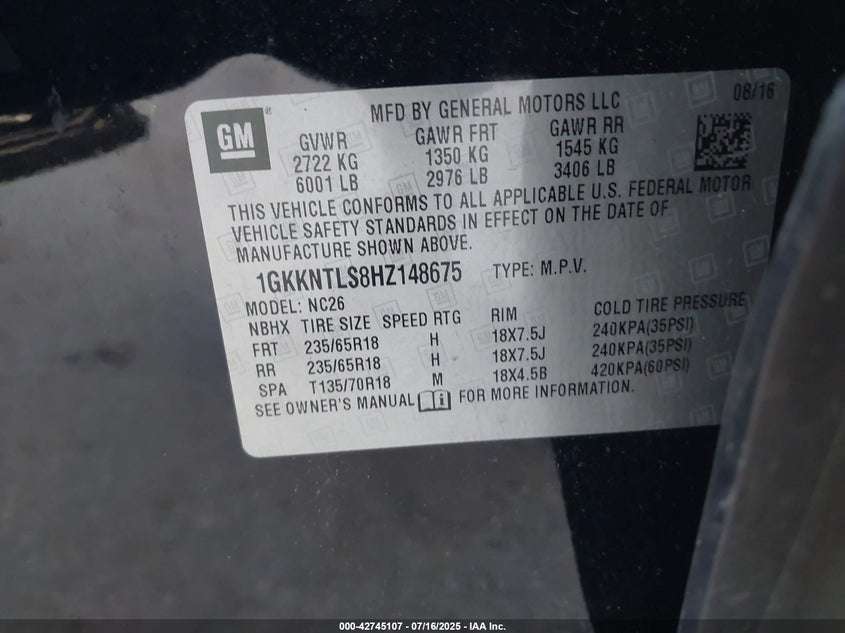 GM
®
MFD BY GENERAL MOTORS LLC
08/16
GVWR GAWR FRT GAWR RR
2722 KG 1350 KG 1545 KG
6001 LB 2976 LB 3406 LB
THIS VEHICLE CONFORMS TO ALL APPLICABLE U.S. FEDERAL MOTOR
VEHICLE SAFETY STANDARDS IN EFFECT ON THE DATE OF
MANUFACTURE SHOWN ABOVE.
1GKKNTLS8HZ148675 TYPE: M.P.V.
MODEL: NC26
NBHX TIRE SIZE SPEED RTG RIM COLD TIRE PRESSURE
FRT 235/65R18 H 18X7.5J 240KPA(35PSI)
RR 235/65R18 H 18X7.5J 240KPA(35PSI)
SPA T135/70R18 M 18X4.5B 420KPA(60PSI)
SEE OWNER'S MANUAL FOR MORE INFORMATION.
000-42745107 - 07/16/2025 - IAA Inc.